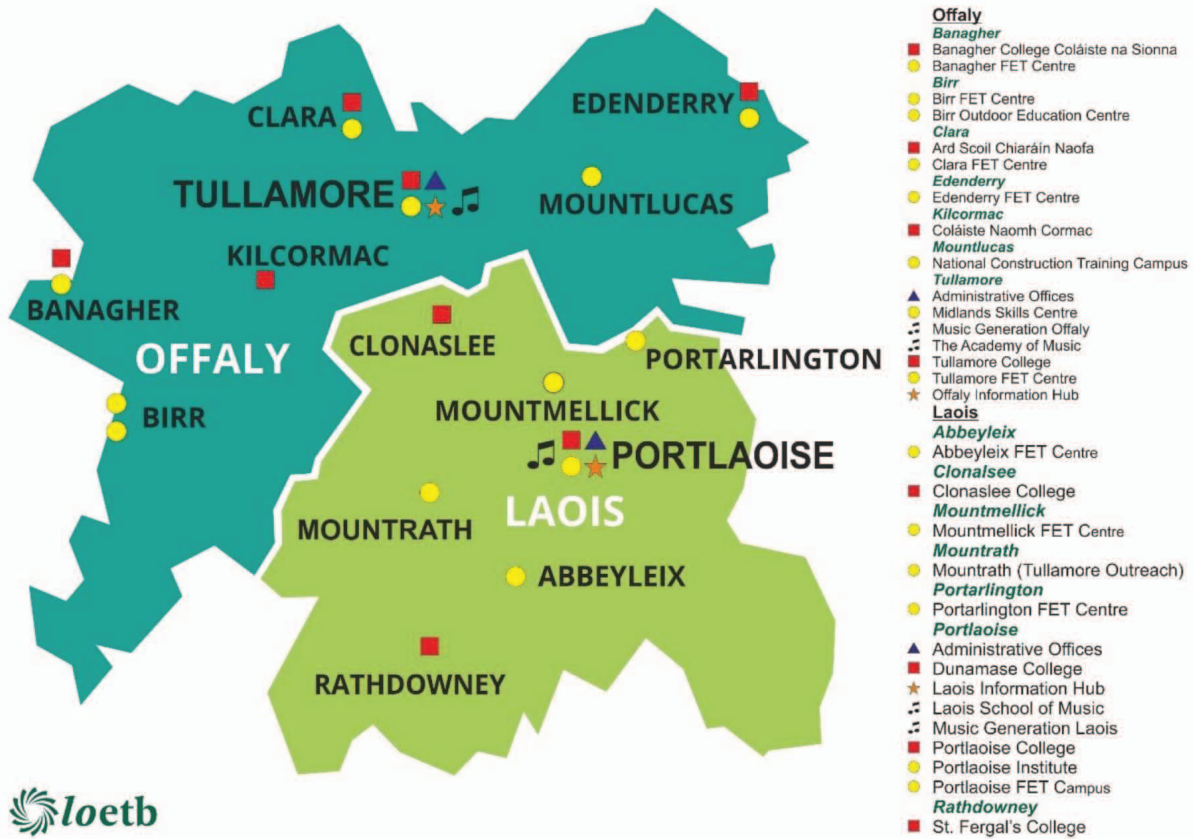 CLARA
EDENDERRY
TULLAMORE
MOUNTLUCAS
KILCORMAC
BANAGHER
CLONASLEE
OFFALY
PORTARLINGTON
BIRR
MOUNTMELLICK
PORTLAOISE
LAOIS
MOUNTRATH
ABBEYLEIX
RATHDOWNEY
loetb
Offaly
Banagher
Banagher College Coláiste na Sionna
Banagher FET Centre
Birr
Birr FET Centre
Birr Outdoor Education Centre
Clara
Ard Scoil Chiaráin Naofa
Clara FET Centre
Edenderry
Edenderry FET Centre
Kilcormac
Coláiste Naomh Cormac
Mountlucas
National Construction Training Campus
Tullamore
Administrative Offices
Midlands Skills Centre
Music Generation Offaly
The Academy of Music
Tullamore College
Tullamore FET Centre
Offaly Information Hub
Laois
Abbeyleix
Abbeyleix FET Centre
Clonalsee
Clonaslee College
Mountmellick
Mountmellick FET Centre
Mountrath
Mountrath (Tullamore Outreach)
Portarlington
Portarlington FET Centre
Portlaoise
Administrative Offices
Dunamase College
Laois Information Hub
Laois School of Music
Music Generation Laois
Portlaoise College
Portlaoise Institute
Portlaoise FET Campus
Rathdowney
St. Fergal's College